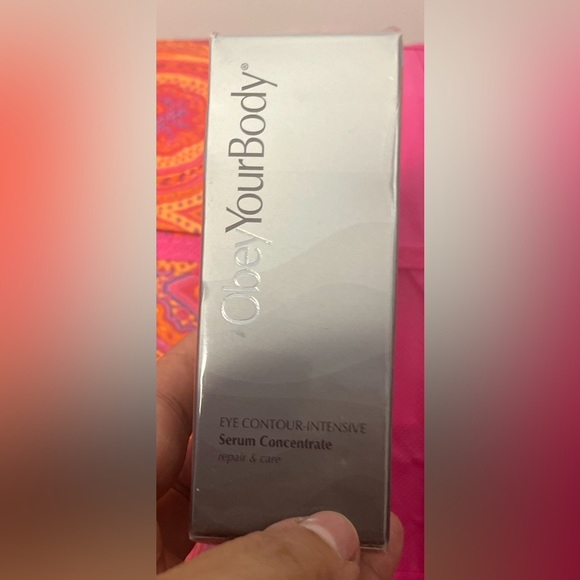 ObeyYourBody®
EYE CONTOUR-INTENSIVE
Serum Concentrate
repair & care